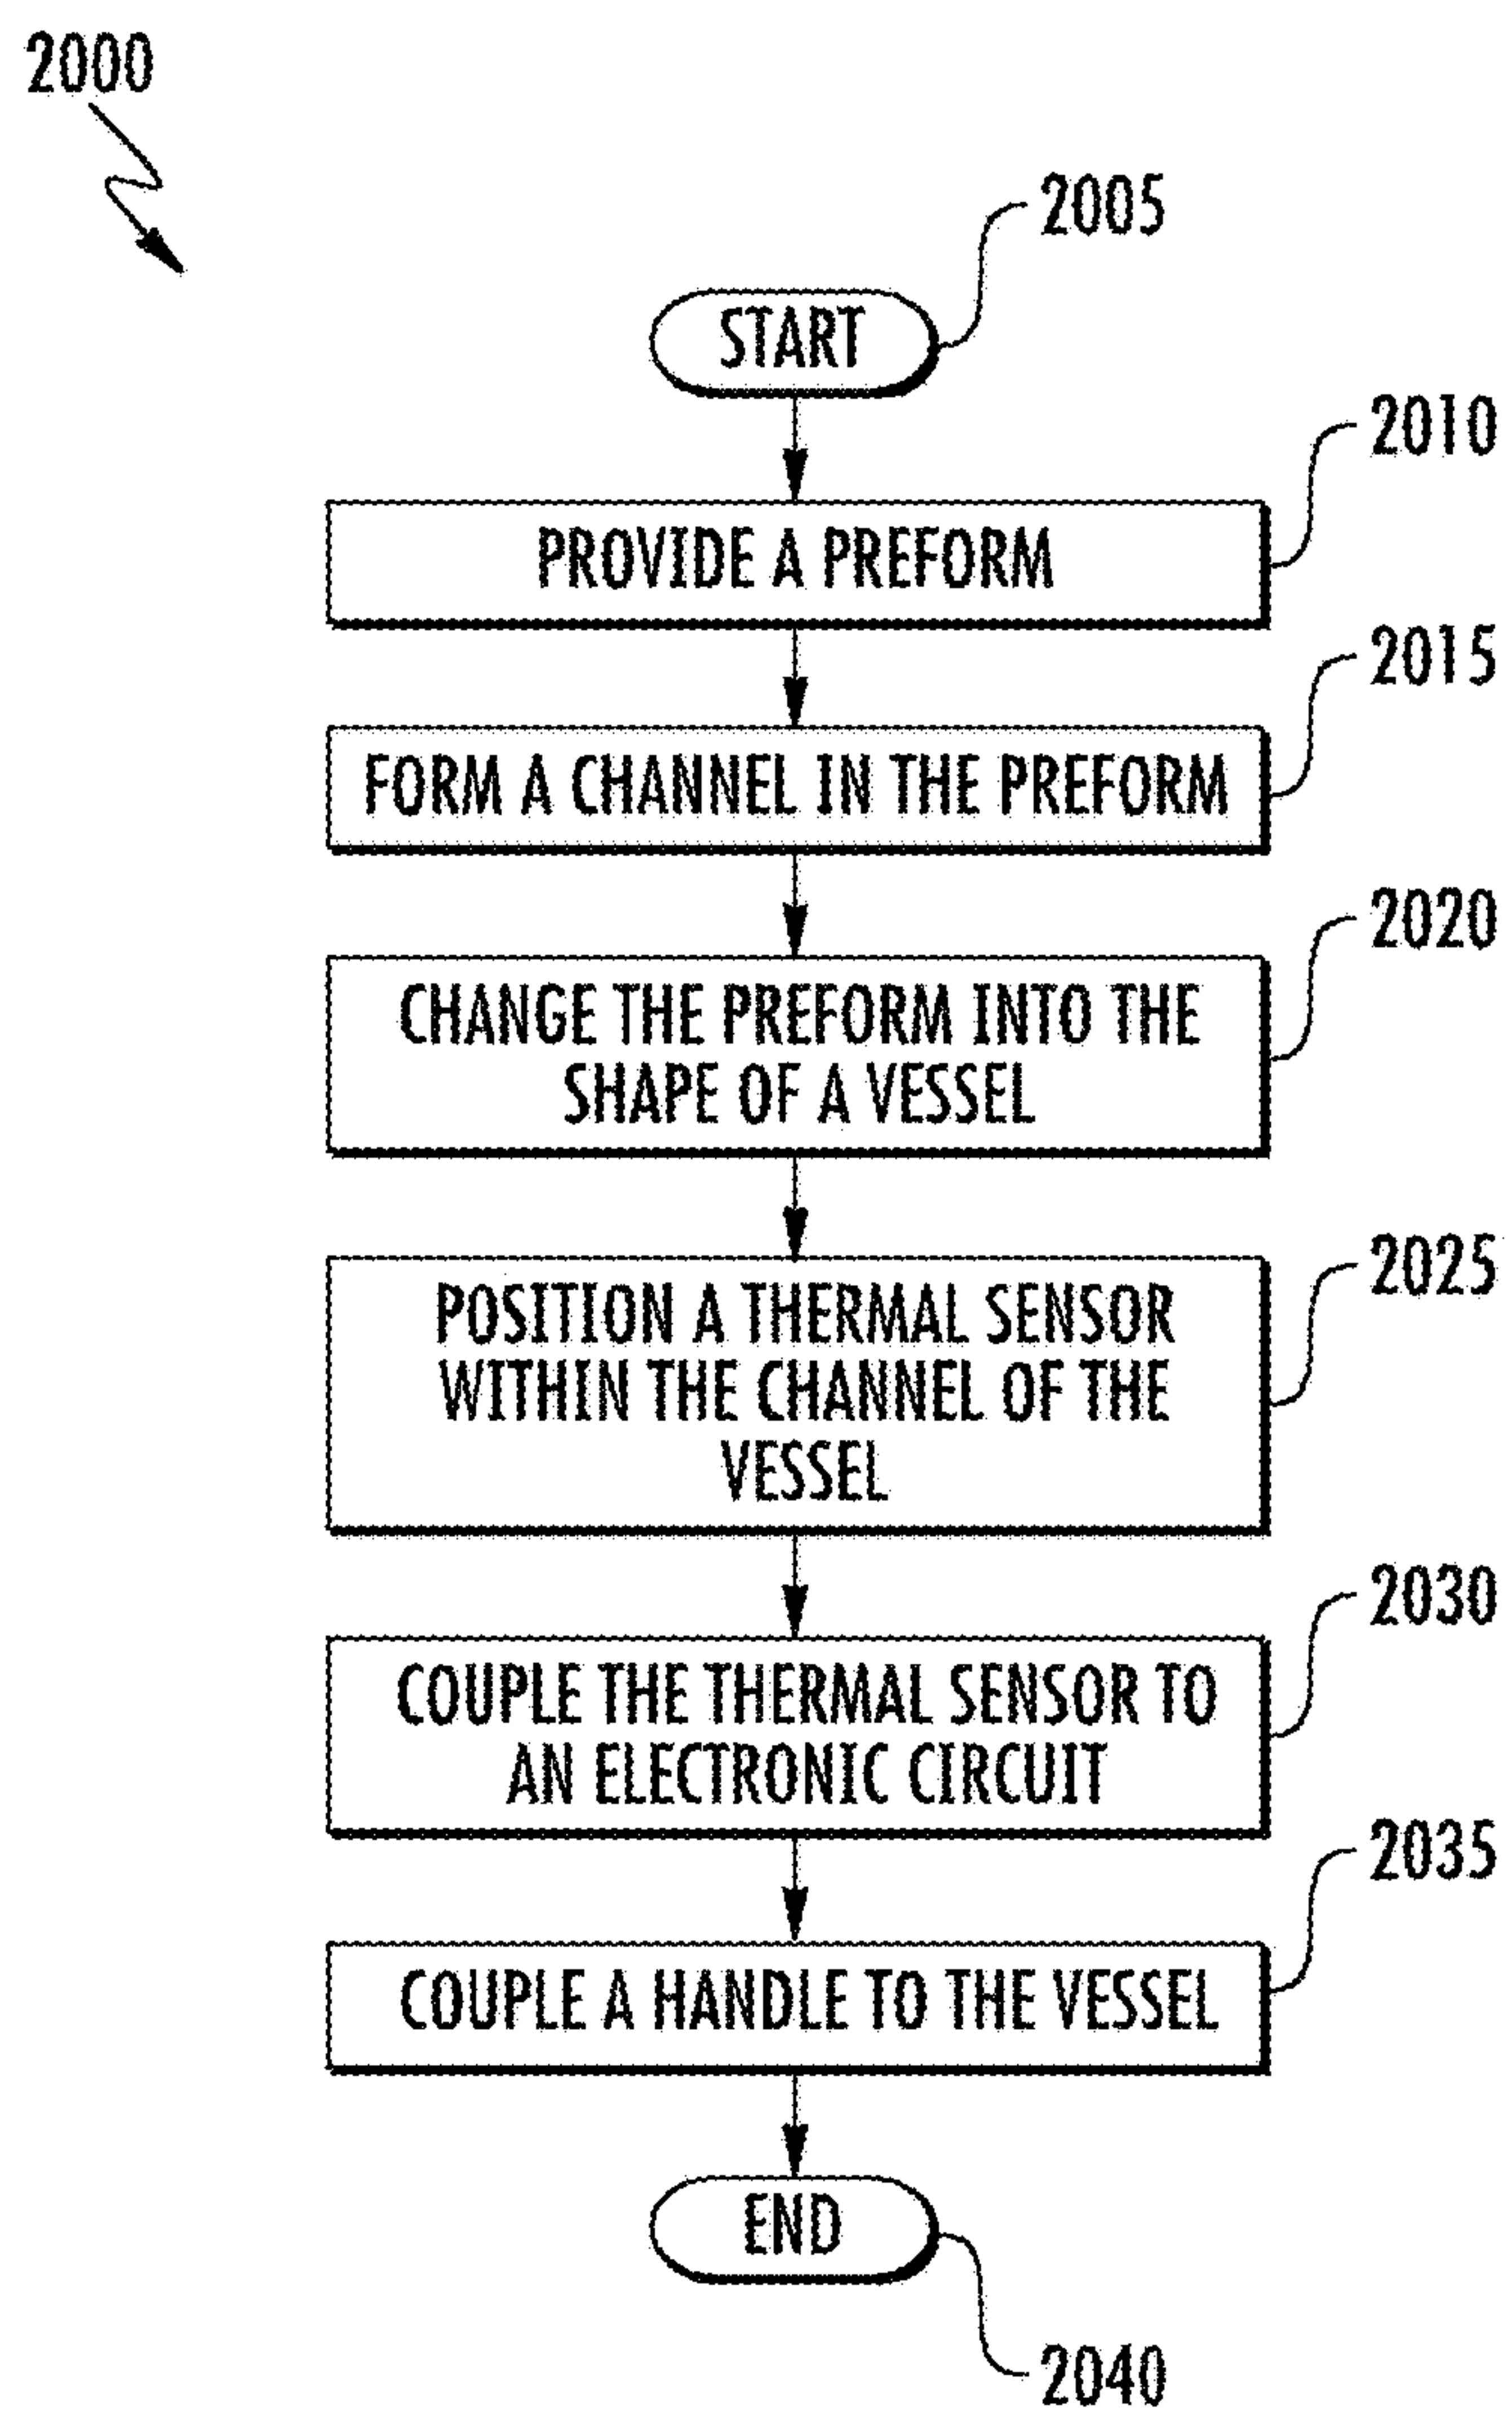 2000
2005
START
2010
PROVIDE A PREFORM
2015
FORM A CHANNEL IN THE PREFORM
2020
CHANGE THE PREFORM INTO THE
SHAPE OF A VESSEL
2025
POSITION A THERMAL SENSOR
WITHIN THE CHANNEL OF THE
VESSEL
2030
COUPLE THE THERMAL SENSOR TO
AN ELECTRONIC CIRCUIT
2035
COUPLE A HANDLE TO THE VESSEL
END
2040